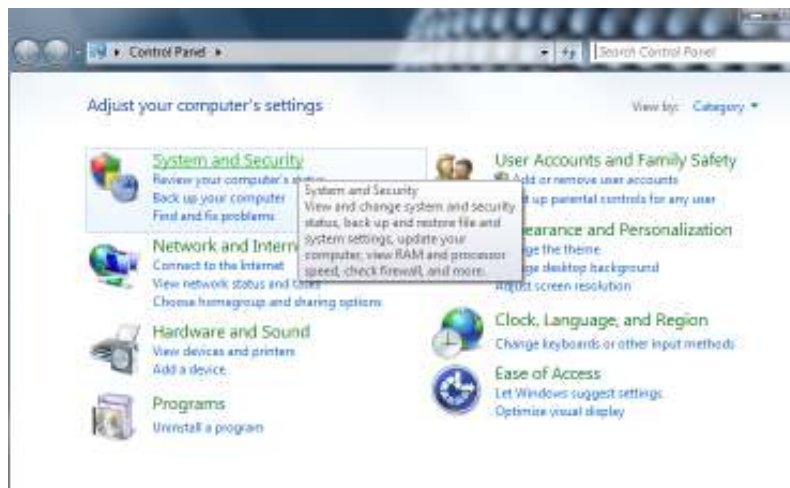 Control Panel
Search Control Panel
Adjust your computer's settings
View by: Category
System and Security
Review your computer's
Back up your computer
Find and fix problems
System and Security
View and change system and security
status, back up and restore file and
system settings, update your
computer, view RAM and processor
speed, check firewall, and more.
Network and Intern
Connect to the Internet
View network status and
Choose homegroup and sharing options
Hardware and Sound
View devices and printers
Add a device
Programs
Uninstall a program
User Accounts and Family Safety
Add or remove user accounts
up parental controls for any user
earance and Personalization
ge the theme
ge desktop background
Adjust screen resolution
Clock, Language, and Region
Change keyboards or other input methods
Ease of Access
Let Windows suggest settings
Optimize visual display